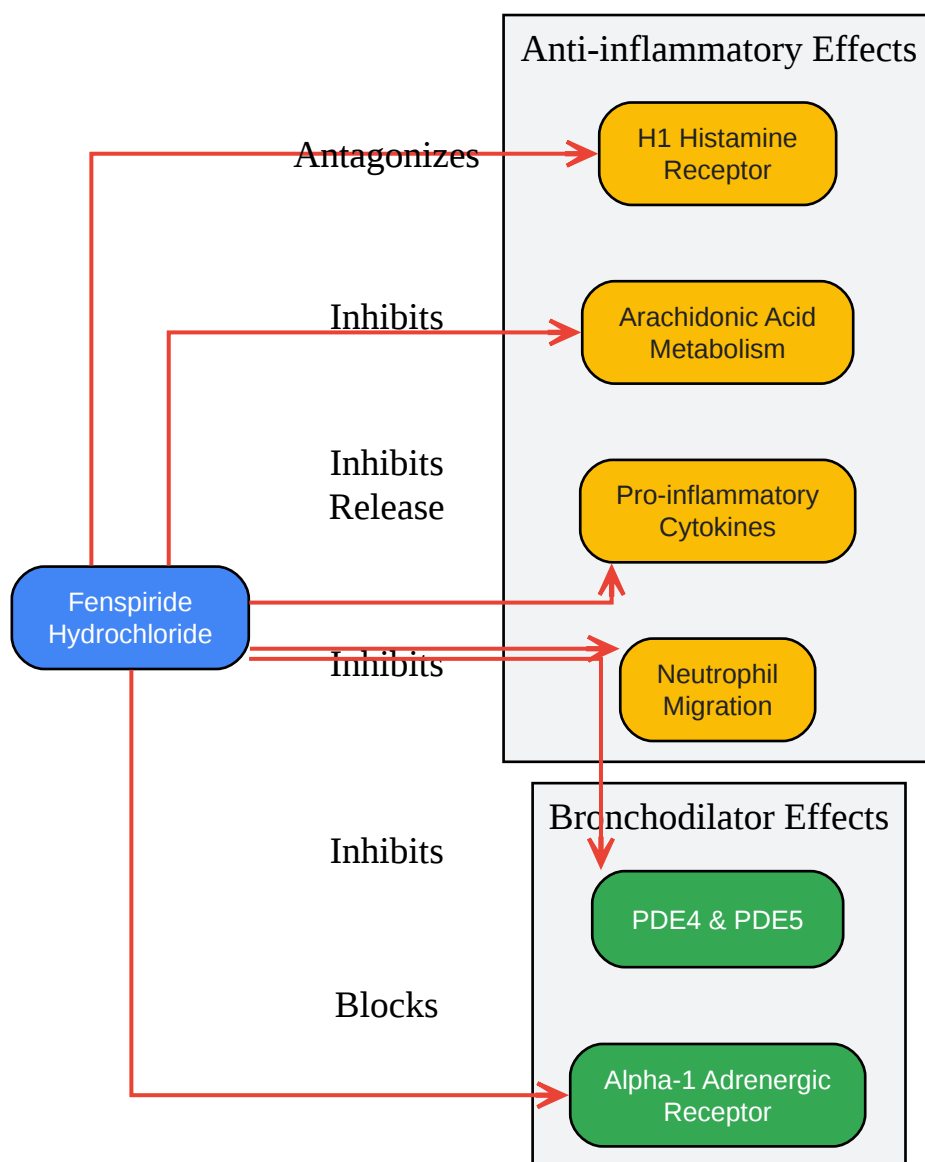 Anti-inflammatory Effects
H1 Histamine
Receptor
Antagonizes
Inhibits
Arachidonic Acid
Metabolism
Inhibits
Release
Pro-inflammatory
Cytokines
Fenspiride
Hydrochloride
Inhibits
Neutrophil
Migration
Bronchodilator Effects
Inhibits
PDE4 & PDE5
Blocks
Alpha-1 Adrenergic
Receptor